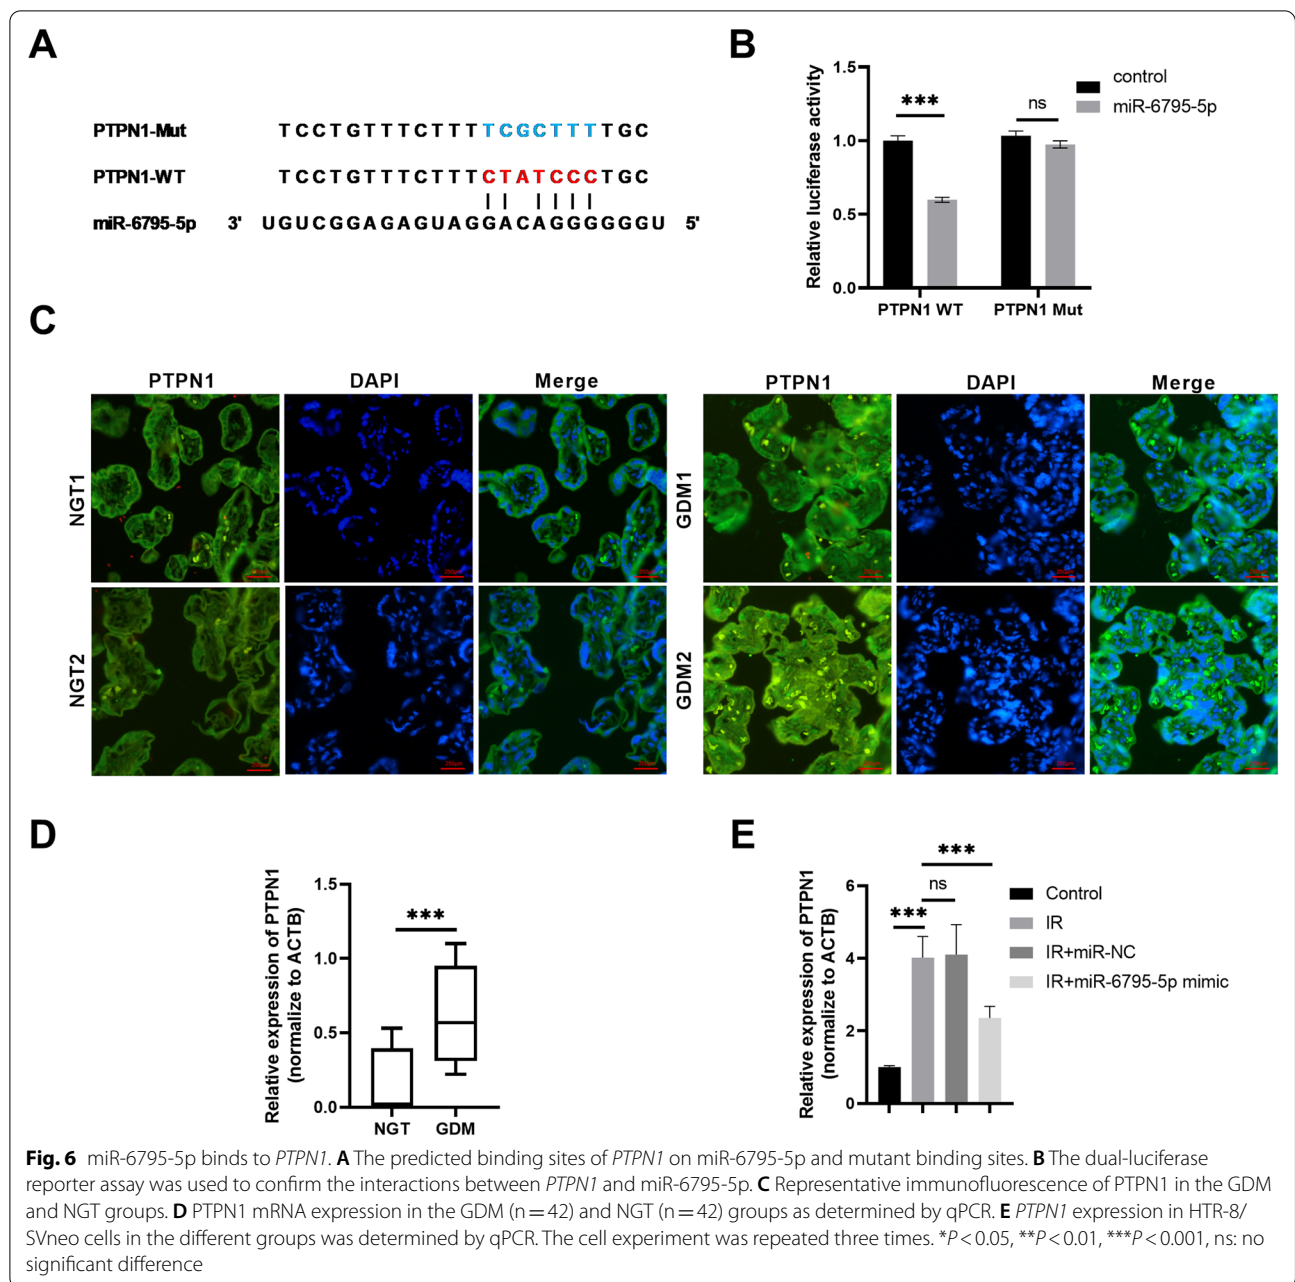 A
PTPN1-Mut TCCTGTTTCTTTTCGCTTTTGC
PTPN1-WT TCCTGTTTCTTTCTATCCCTGC
miR-6795-5p 3' UGUCGGAGAGUAGGACAGGGGGGU 5'
B
Relative luciferase activity
1.5
1.0
0.5
0.0
***
ns
control
miR-6795-5p
PTPN1 WT PTPN1 Mut
C
PTPN1 DAPI Merge
NGT1
NGT2
PTPN1 DAPI Merge
GDM1
GDM2
D
Relative expression of PTPN1
(normalize to ACTB)
1.5
1.0
0.5
0.0
***
NGT GDM
E
Relative expression of PTPN1
(normalize to ACTB)
6
4
2
0
***
ns
***
Control
IR
IR+miR-NC
IR+miR-6795-5p mimic
Fig. 6 miR-6795-5p binds to PTPN1. A The predicted binding sites of PTPN1 on miR-6795-5p and mutant binding sites. B The dual-luciferase
reporter assay was used to confirm the interactions between PTPN1 and miR-6795-5p. C Representative immunofluorescence of PTPN1 in the GDM
and NGT groups. D PTPN1 mRNA expression in the GDM (n = 42) and NGT (n = 42) groups as determined by qPCR. E PTPN1 expression in HTR-8/
SVneo cells in the different groups was determined by qPCR. The cell experiment was repeated three times. *P < 0.05, **P < 0.01, ***P < 0.001, ns: no
significant difference